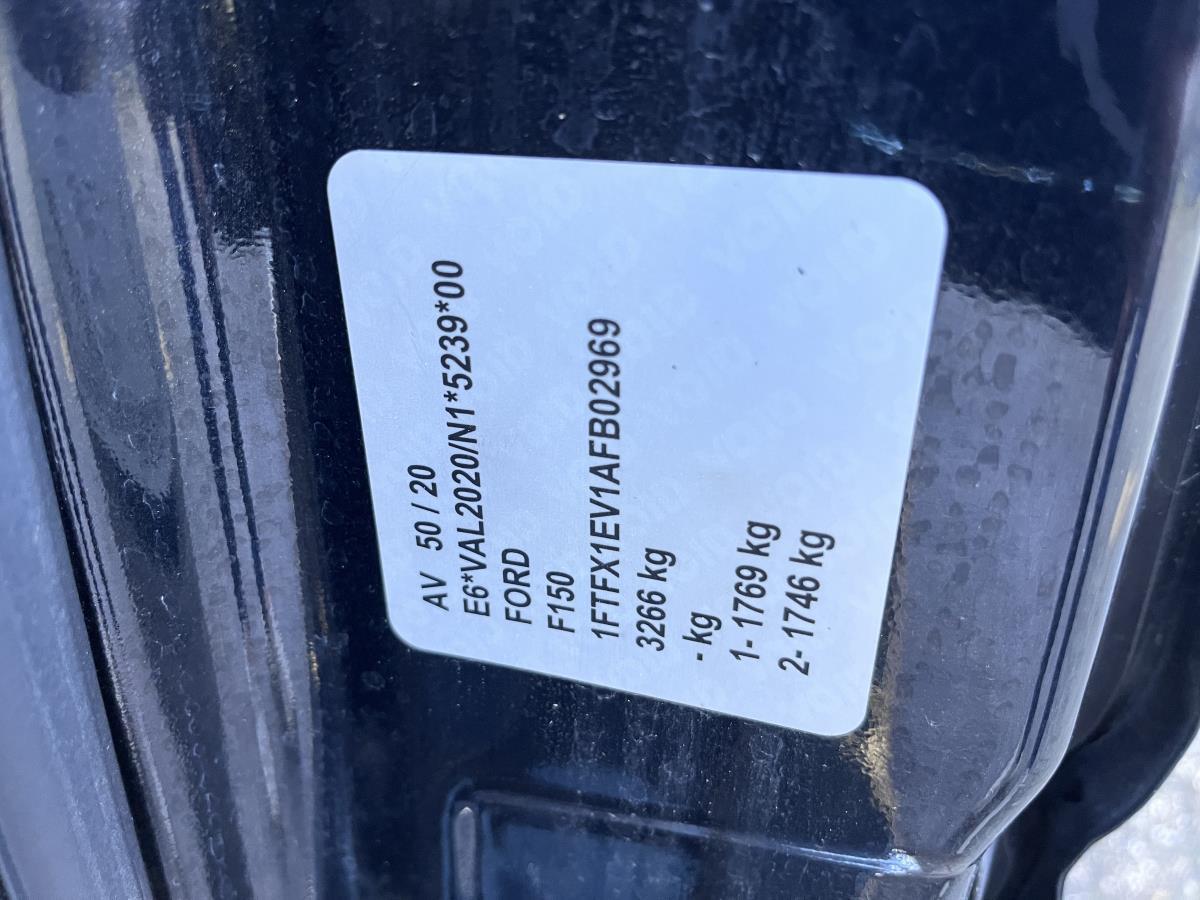 AV 50 / 20
E6*VAL2020/N1*5239*00
FORD
F150
1FTFX1EV1AFB02969
3266 kg
- kg
1- 1769 kg
2- 1746 kg